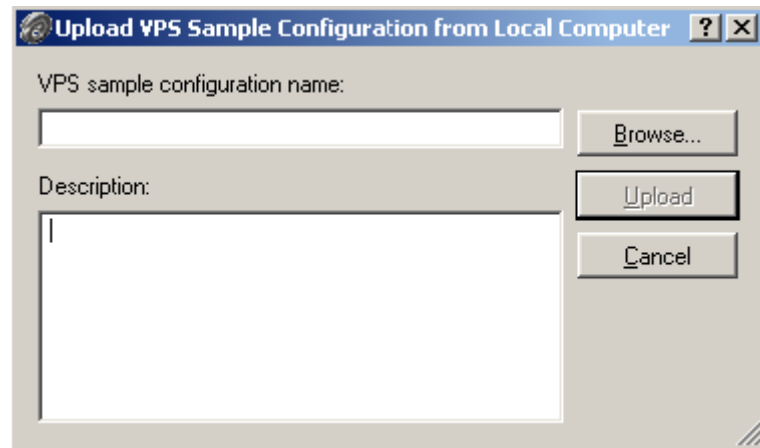 Upload VPS Sample Configuration from Local Computer
VPS sample configuration name:
Browse...
Description:
Upload
Cancel